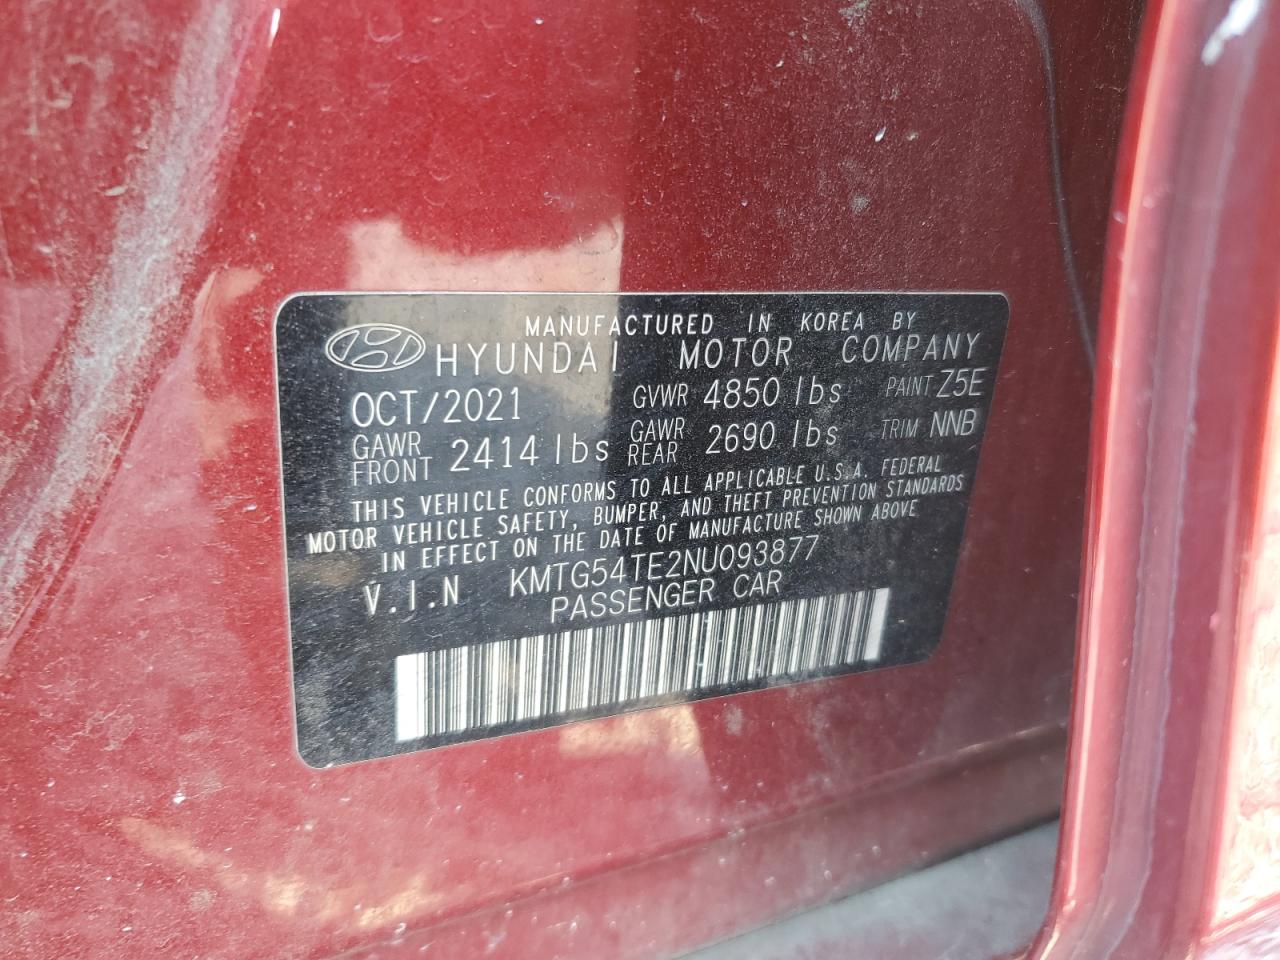 MANUFACTURED IN KOREA BY
HYUNDAI MOTOR COMPANY
OCT/2021 GVWR 4850 lbs PAINT Z5E
GAWR FRONT 2414 lbs GAWR REAR 2690 lbs TRIM NNB
THIS VEHICLE CONFORMS TO ALL APPLICABLE U.S.A. FEDERAL
MOTOR VEHICLE SAFETY, BUMPER, AND THEFT PREVENTION STANDARDS
IN EFFECT ON THE DATE OF MANUFACTURE SHOWN ABOVE
V.I.N KMTG54TE2NU093877
PASSENGER CAR